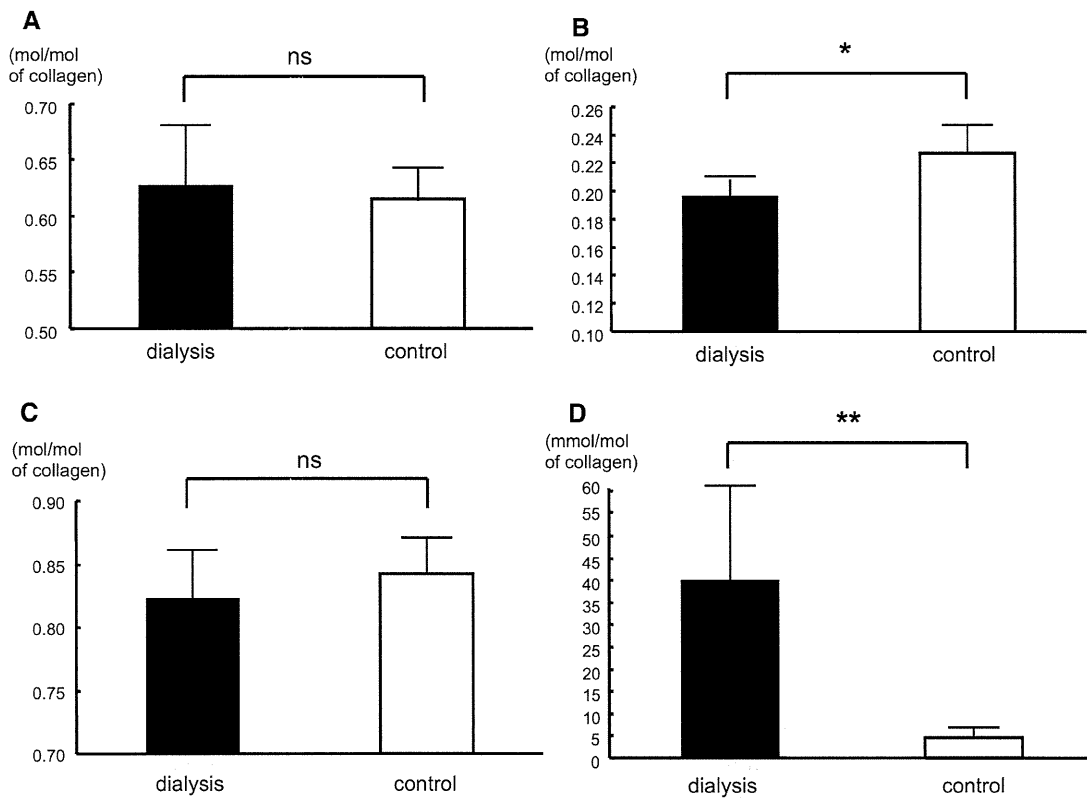 A
(mol/mol
of collagen)
ns
0.70
0.65
0.60
0.55
0.50
dialysis
control
B
(mol/mol
of collagen)
*
0.26
0.24
0.22
0.20
0.18
0.16
0.14
0.12
0.10
dialysis
control
C
(mol/mol
of collagen)
ns
0.90
0.85
0.80
0.75
0.70
dialysis
control
D
(mmol/mol
of collagen)
**
60
55
50
45
40
35
30
25
20
15
10
5
0
dialysis
control